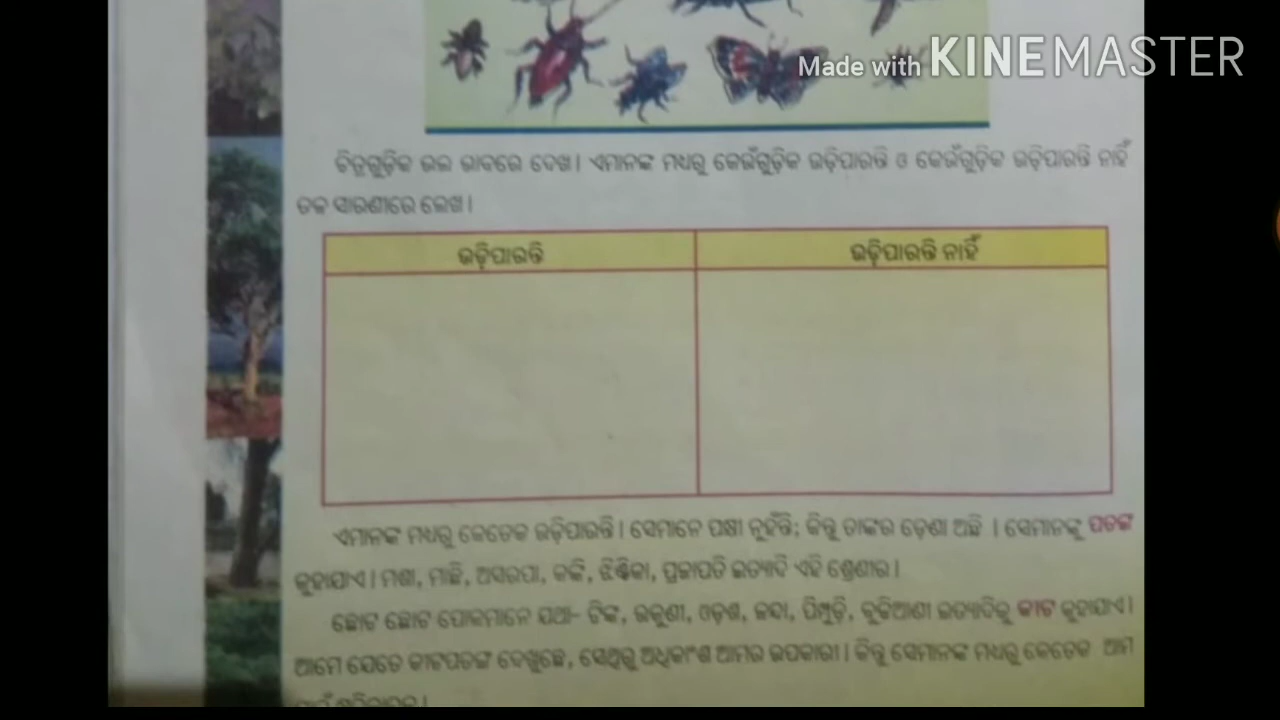 Made with KINEMASTER
ଚିତ୍ରଗୁଡ଼ିକ ଭଲ ଭାବରେ ଦେଖ। ଏମାନଙ୍କ ମଧ୍ୟରୁ କେଉଁଗୁଡ଼ିକ ଉଡ଼ିପାରନ୍ତି ଓ କେଉଁଗୁଡ଼ିକ ଉଡ଼ିପାରନ୍ତି ନାହିଁ
ତଳ ସାରଣୀରେ ଲେଖ।
ଉଡ଼ିପାରନ୍ତି
ଉଡ଼ିପାରନ୍ତି ନାହିଁ
ଏମାନଙ୍କ ମଧ୍ୟରୁ କେତେକ ଉଡ଼ିପାରନ୍ତି। ସେମାନେ ପକ୍ଷୀ ନୁହଁନ୍ତି; କିନ୍ତୁ ତାଙ୍କର ଡ଼େଣା ଅଛି । ସେମାନଙ୍କୁ ପତଙ୍ଗ
କୁହାଯାଏ। ମଶା, ମାଛି, ଅସରପା, କଙ୍କି, ଝିଣ୍ଟିକା, ପ୍ରଜାପତି ଇତ୍ୟାଦି ଏହି ଶ୍ରେଣୀର।
ଛୋଟ ଛୋଟ ପୋକମାନେ ଯଥା- ଟିଙ୍କ, ଉକୁଣୀ, ଓଡ଼ଶ, ଜନ୍ଦା, ପିମ୍ପୁଡ଼ି, ବୁଢିଆଣୀ ଇତ୍ୟାଦିକୁ କୀଟ କୁହାଯାଏ।
ଆମେ ଯେତେ କୀଟପତଙ୍ଗ ଦେଖୁଛେ, ସେଥିରୁ ଅଧିକାଂଶ ଆମର ଉପକାରୀ। କିନ୍ତୁ ସେମାନଙ୍କ ମଧ୍ୟରୁ କେତେକ ଆମ